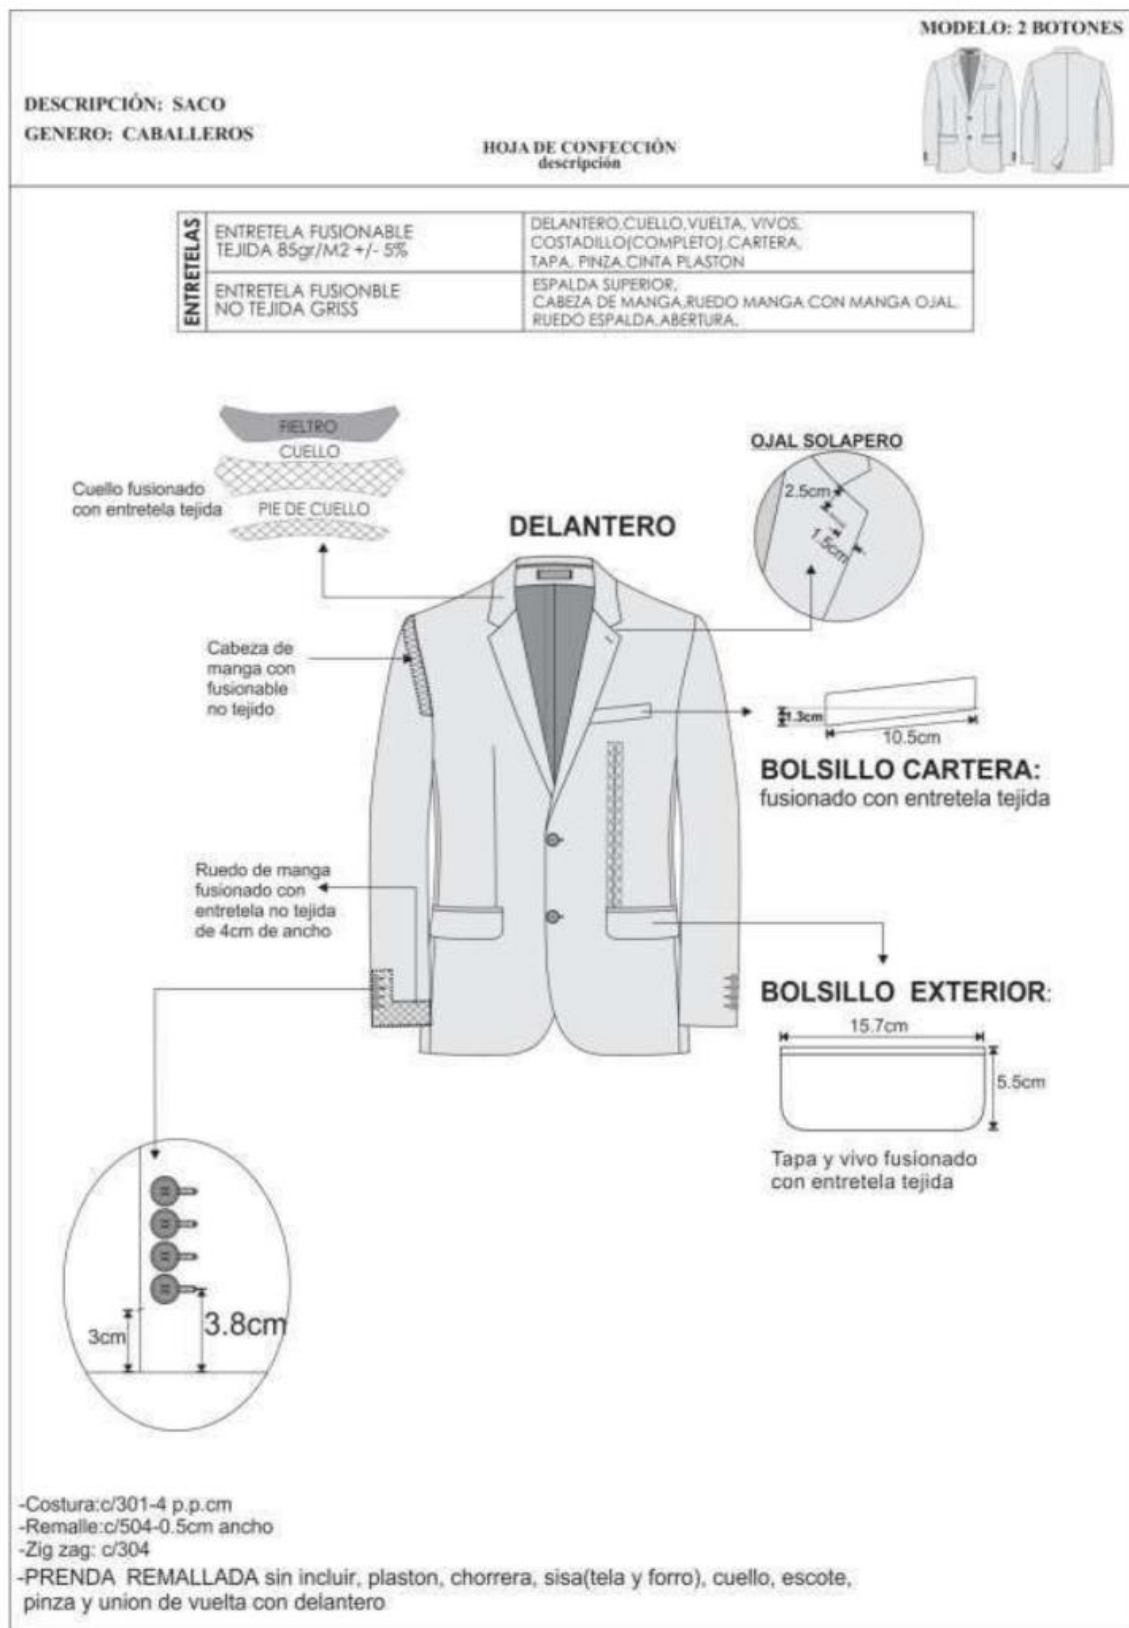 MODELO: 2 BOTONES
DESCRIPCIÓN: SACO
GENERO: CABALLEROS
HOJA DE CONFECCIÓN
descripción
ENTRETELAS
ENTRETELA FUSIONABLE
TEJIDA 85gr/M2 +/- 5%
DELANTERO,CUELLO,VUELTA, VIVOS,
COSTADILLO(COMPLETO),CARTERA,
TAPA, PINZA,CINTA PLASTON
ENTRETELA FUSIONBLE
NO TEJIDA GRISS
ESPALDA SUPERIOR,
CABEZA DE MANGA,RUEDO MANGA CON MANGA OJAL,
RUEDO ESPALDA,ABERTURA,
FIELTRO
CUELLO
Cuello fusionado
con entretela tejida
PIE DE CUELLO
OJAL SOLAPERO
2.5cm
1.5cm
DELANTERO
Cabeza de
manga con
fusionable
no tejido
1.3cm
10.5cm
BOLSILLO CARTERA:
fusionado con entretela tejida
Ruedo de manga
fusionado con
entretela no tejida
de 4cm de ancho
BOLSILLO EXTERIOR:
15.7cm
5.5cm
Tapa y vivo fusionado
con entretela tejida
3cm
3.8cm
-Costura:c/301-4 p.p.cm
-Remalle:c/504-0.5cm ancho
-Zig zag: c/304
-PRENDA REMALLADA sin incluir, plaston, chorrera, sisa(tela y forro), cuello, escote,
pinza y union de vuelta con delantero